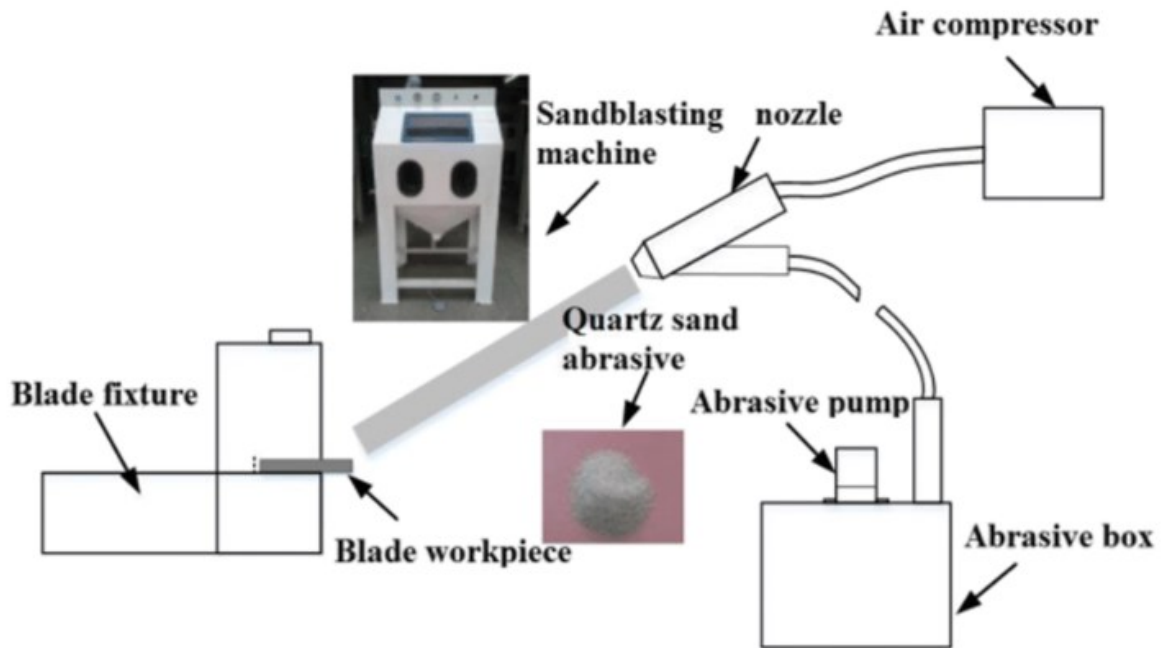 Air compressor
Sandblasting
machine
nozzle
Quartz sand
abrasive
Blade fixture
Abrasive pump
Blade workpiece
Abrasive box